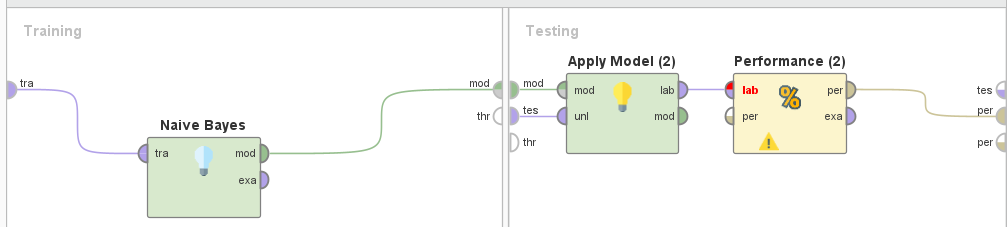 Training
Testing
tra
Naive Bayes
tra
mod
exa
mod
thr
mod
tes
thr
Apply Model (2)
mod
unl
lab
mod
Performance (2)
lab
per
%
per
exa
tes
per
per